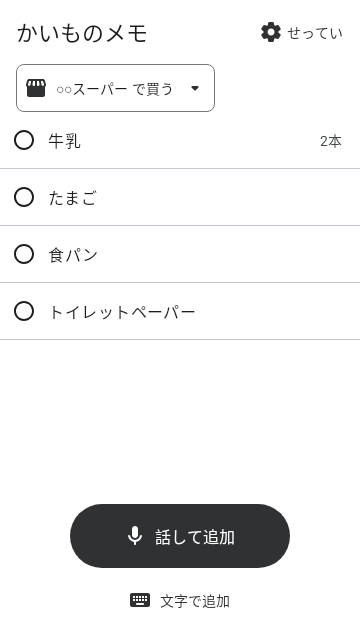 かいものメモ
せってい
○○スーパー で買う
牛乳 2本
たまご
食パン
トイレットペーパー
話して追加
文字で追加